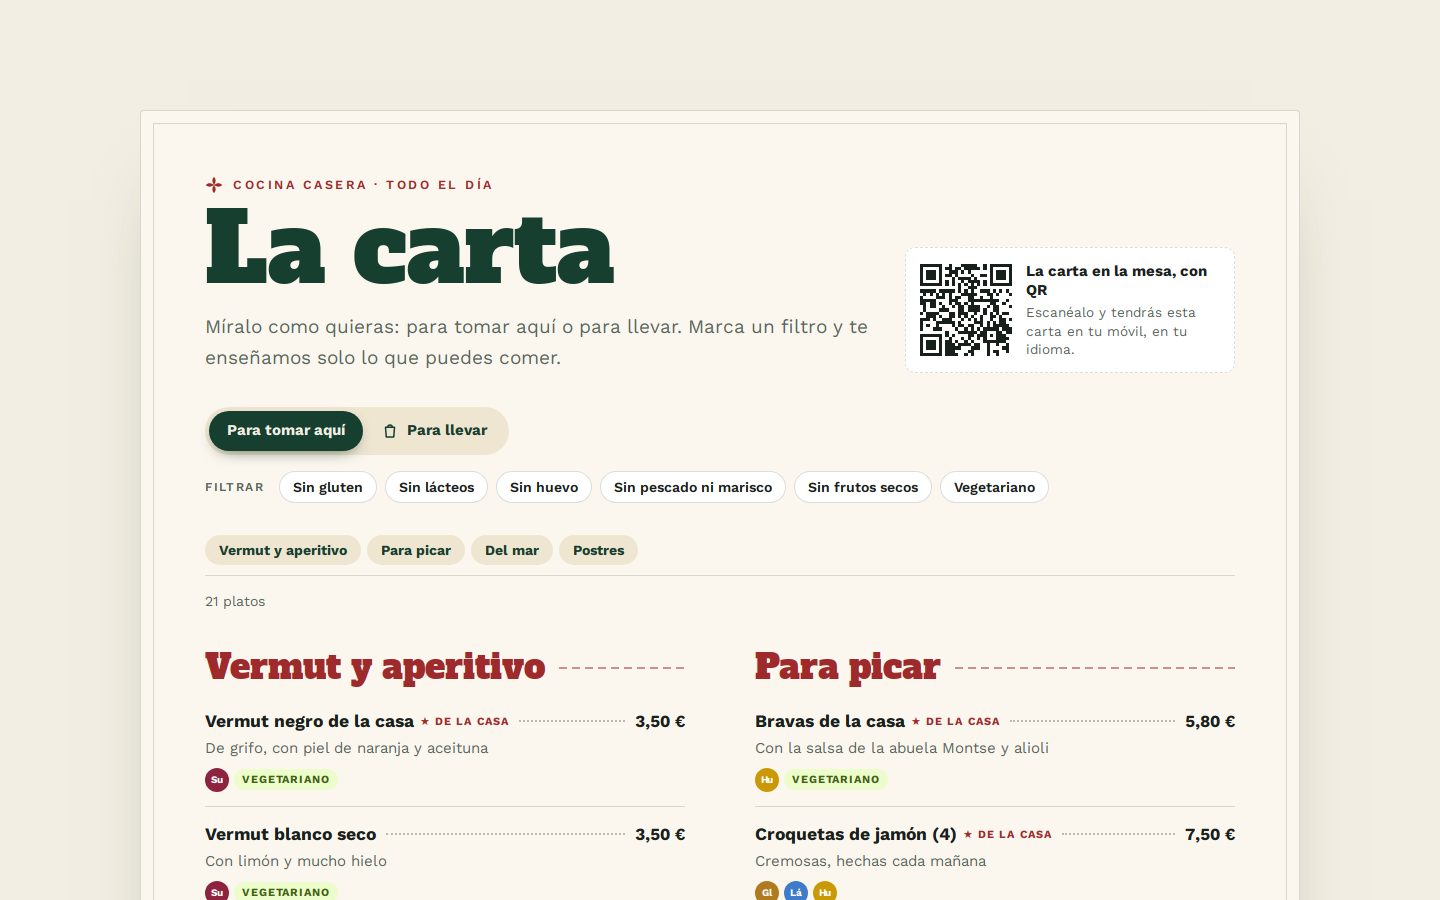 COCINA CASERA · TODO EL DÍA
La carta
Míralo como quieras: para tomar aquí o para llevar. Marca un filtro y te
enseñamos solo lo que puedes comer.
La carta en la mesa, con
QR
Escanéalo y tendrás esta
carta en tu móvil, en tu
idioma.
Para tomar aquí
Para llevar
FILTRAR
Sin gluten
Sin lácteos
Sin huevo
Sin pescado ni marisco
Sin frutos secos
Vegetariano
Vermut y aperitivo
Para picar
Del mar
Postres
21 platos
Vermut y aperitivo
Vermut negro de la casa ★ DE LA CASA 3,50 €
De grifo, con piel de naranja y aceituna
Su VEGETARIANO
Vermut blanco seco 3,50 €
Con limón y mucho hielo
Su VEGETARIANO
Para picar
Bravas de la casa ★ DE LA CASA 5,80 €
Con la salsa de la abuela Montse y alioli
Hu VEGETARIANO
Croquetas de jamón (4) ★ DE LA CASA 7,50 €
Cremosas, hechas cada mañana
Gl Lá Hu